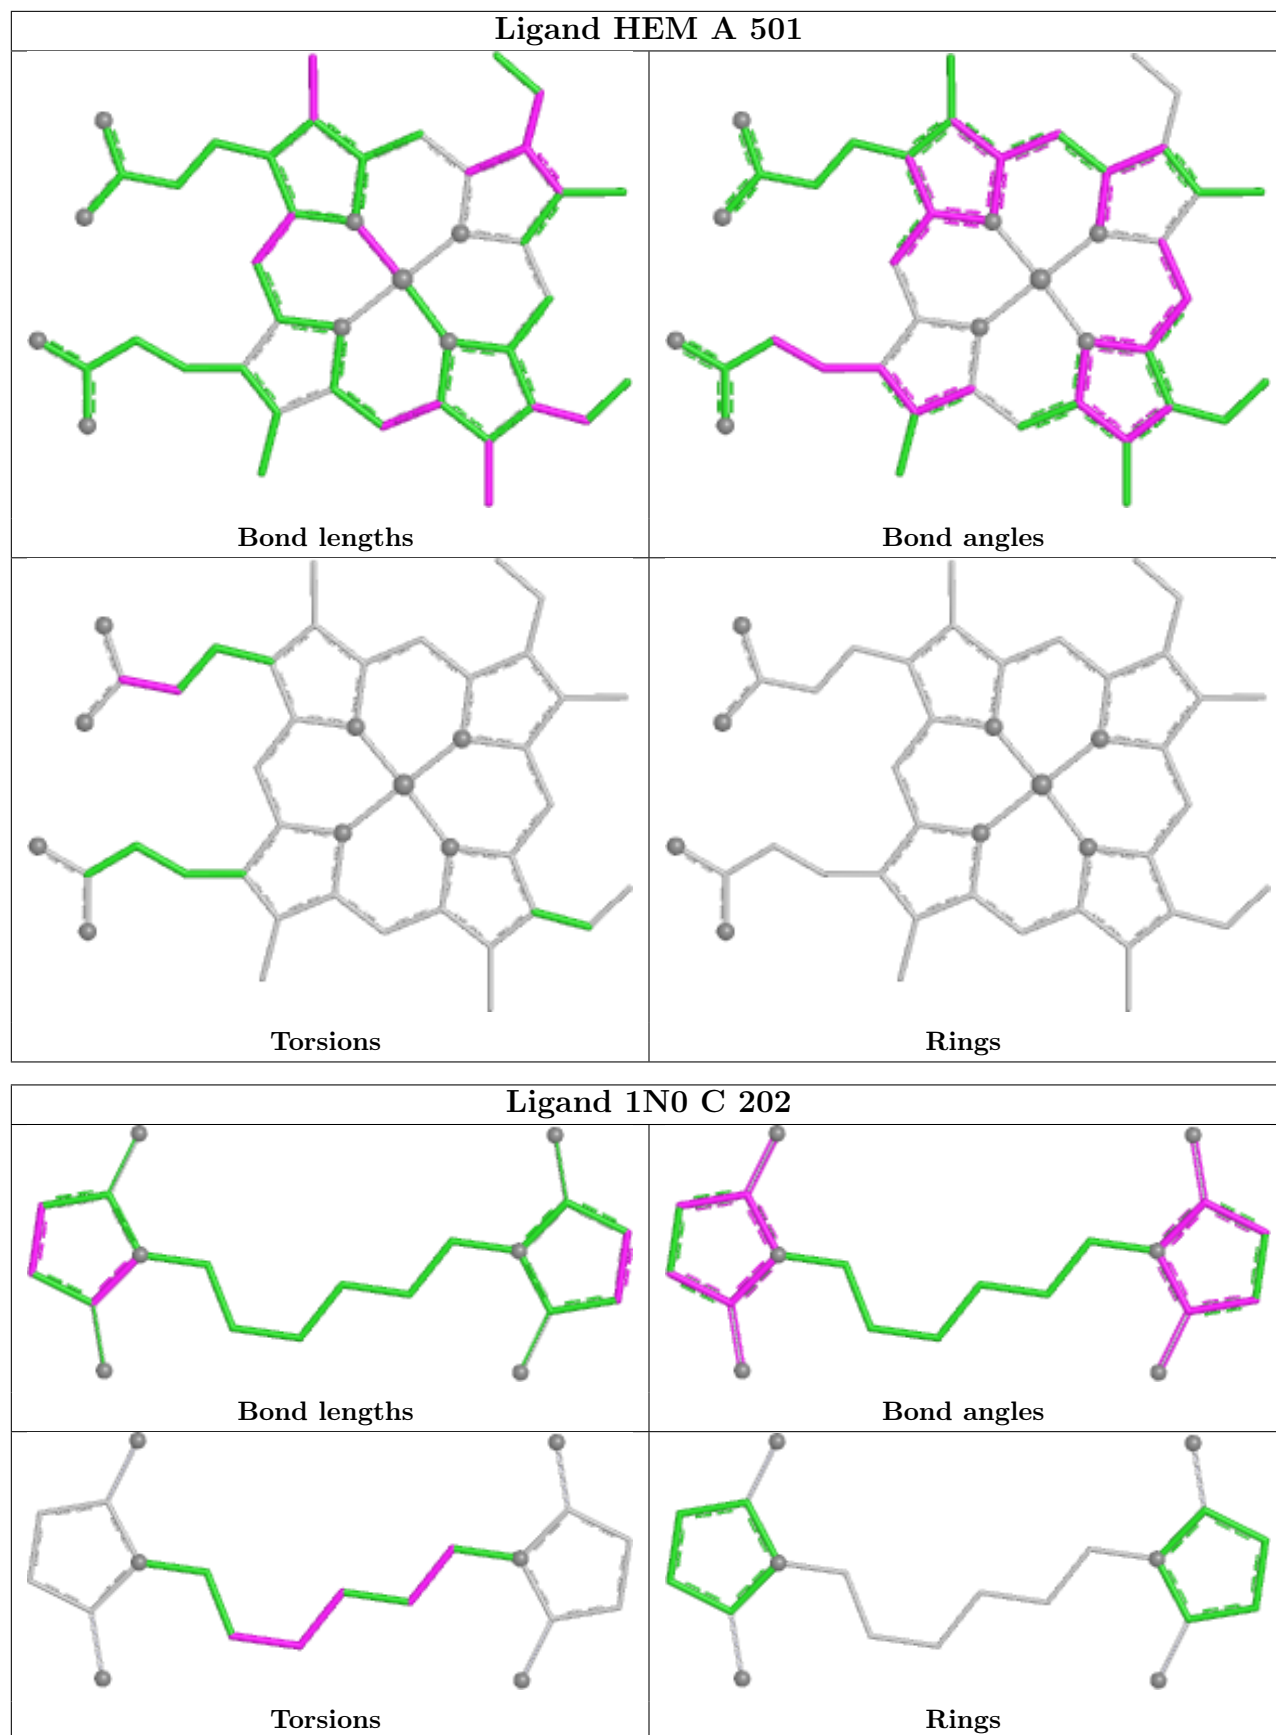 Ligand HEM A 501
Bond lengths
Bond angles
Torsions
Rings
Ligand 1N0 C 202
Bond lengths
Bond angles
Torsions
Rings